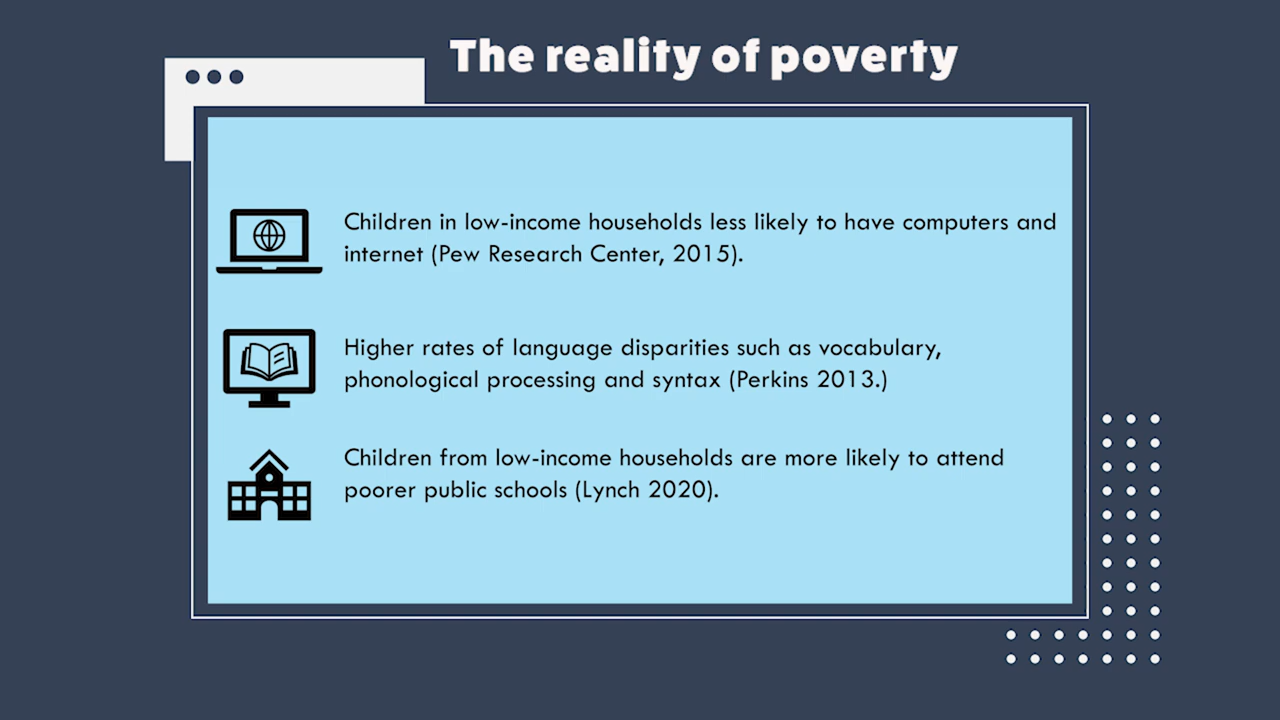 The reality of poverty
Children in low-income households less likely to have computers and
internet (Pew Research Center, 2015).
Higher rates of language disparities such as vocabulary,
phonological processing and syntax (Perkins 2013.)
Children from low-income households are more likely to attend
poorer public schools (Lynch 2020).